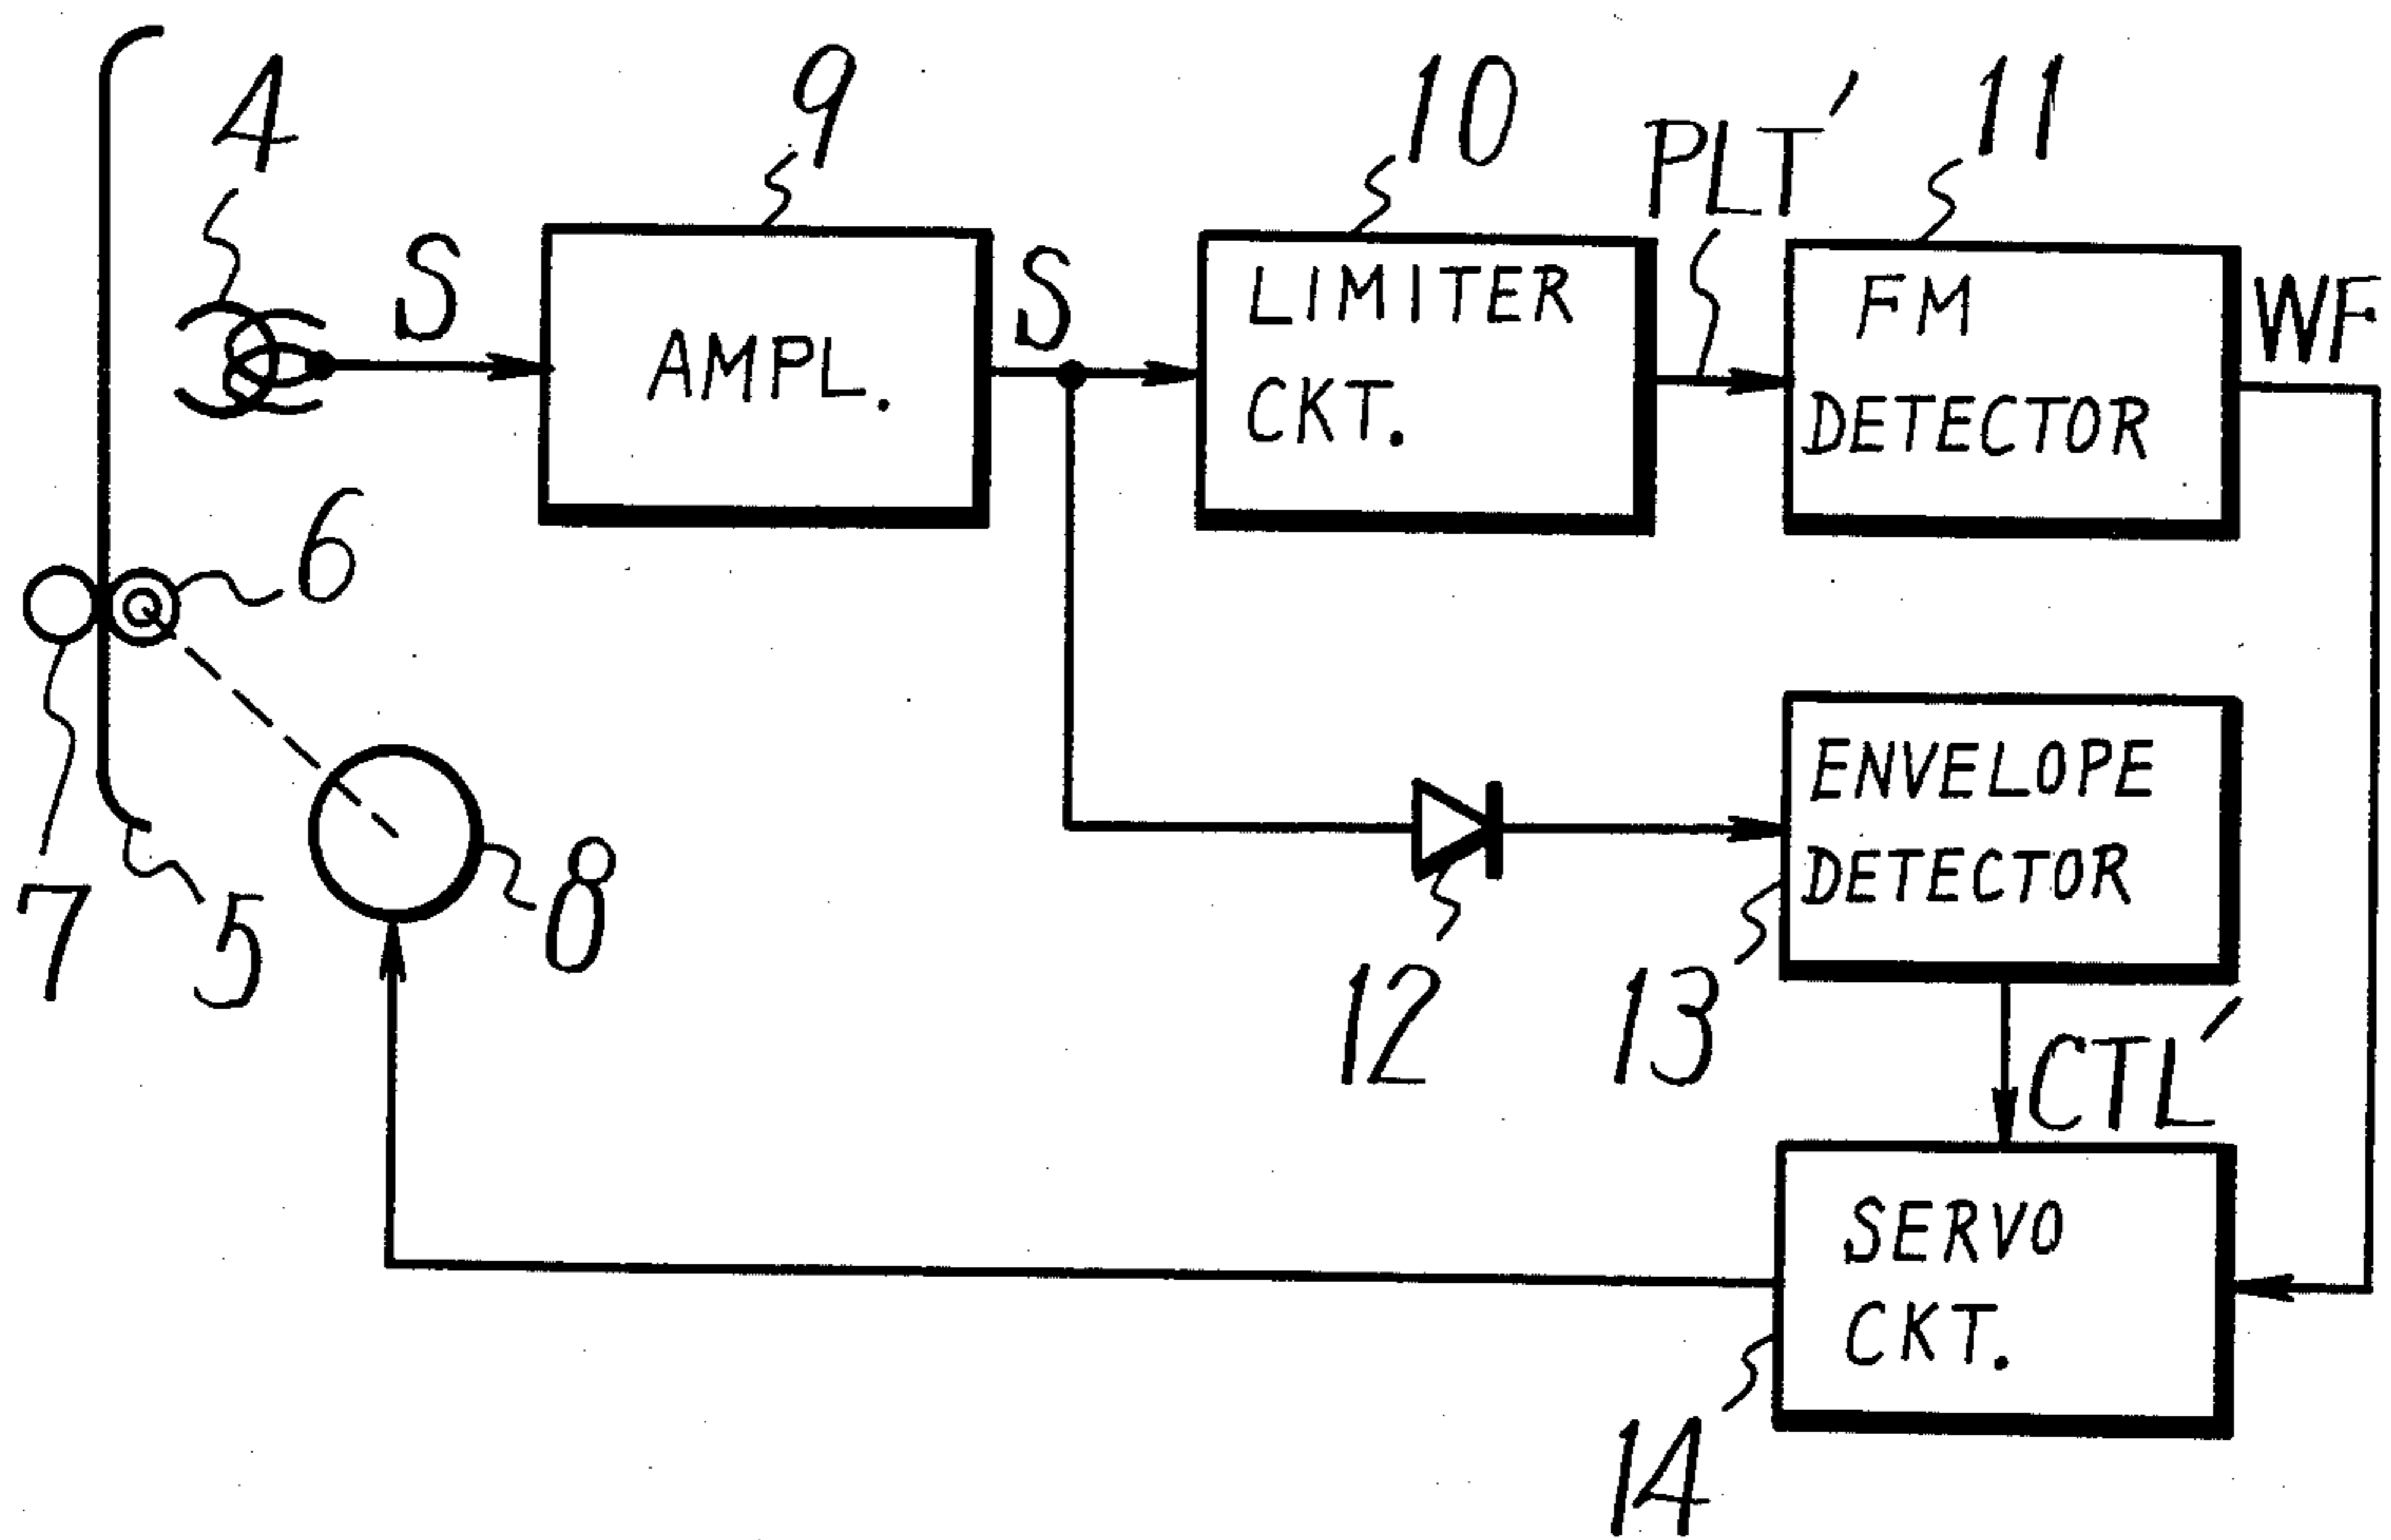 4
9
10
PLT'
11
S
AMPL.
S
LIMITER
CKT.
FM
DETECTOR
WF
6
7
5
8
12
ENVELOPE
DETECTOR
13
CTL'
SERVO
CKT.
14